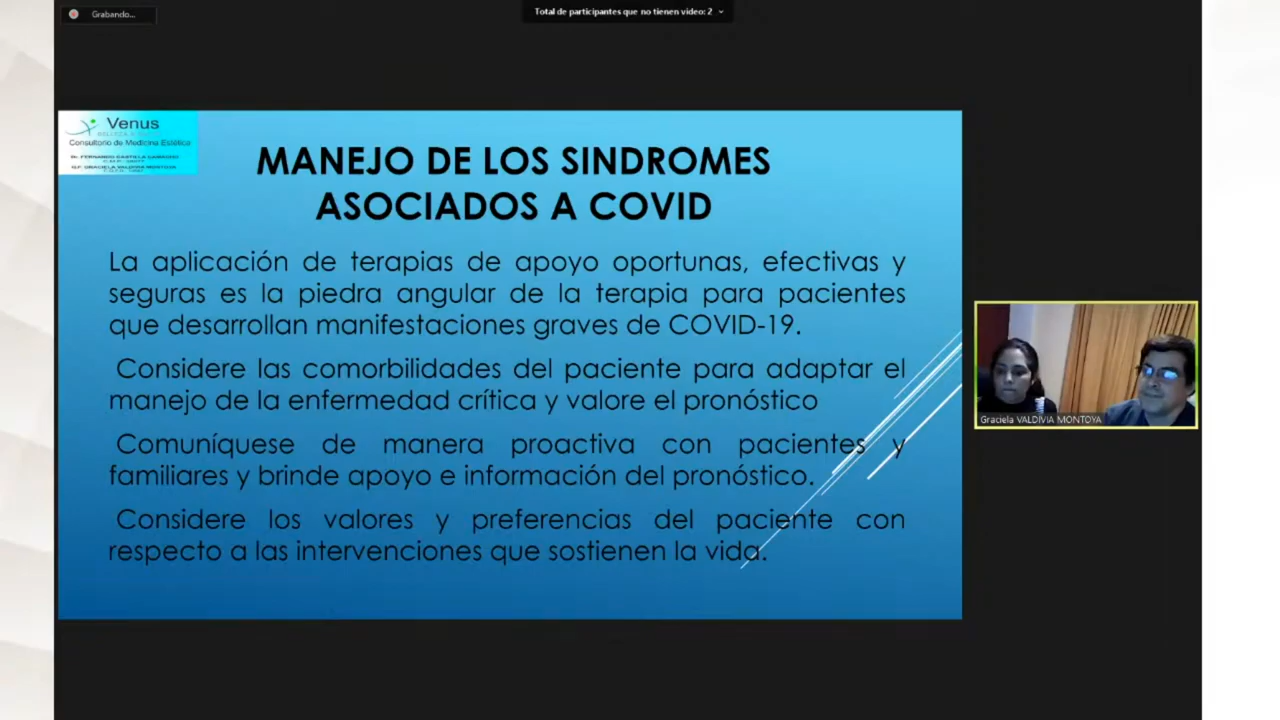 Grabando...
Total de participantes que no tienen video: 2
Venus
Consultorio de Medicina Estética
MANEJO DE LOS SINDROMES
ASOCIADOS A COVID
La aplicación de terapias de apoyo oportunas, efectivas y
seguras es la piedra angular de la terapia para pacientes
que desarrollan manifestaciones graves de COVID-19.
Considere las comorbilidades del paciente para adaptar el
manejo de la enfermedad crítica y valore el pronóstico
Comuníquese de manera proactiva con pacientes y
familiares y brinde apoyo e información del pronóstico.
Considere los valores y preferencias del paciente con
respecto a las intervenciones que sostienen la vida.
Graciela VALDIVIA MONTOYA